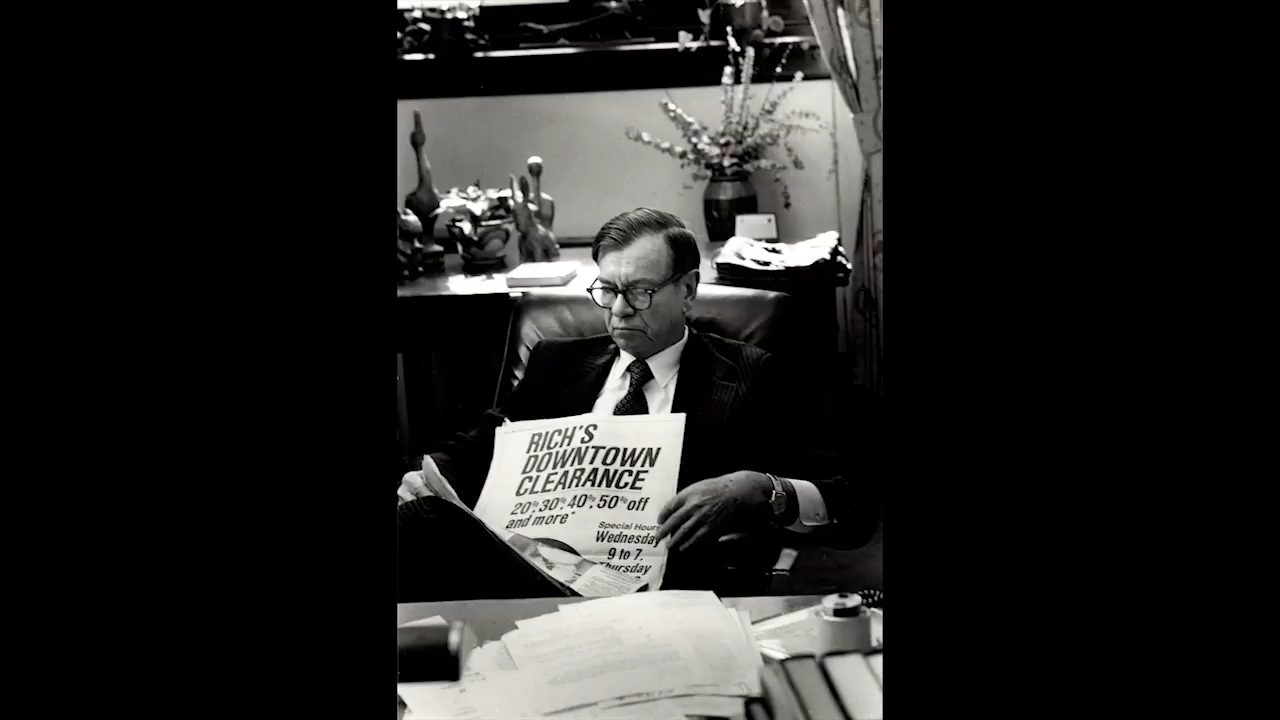 RICH'S
DOWNTOWN
CLEARANCE
20%, 30%, 40%, 50% off
and more*
Special Hours
Wednesday
9 to 7,
Thursday